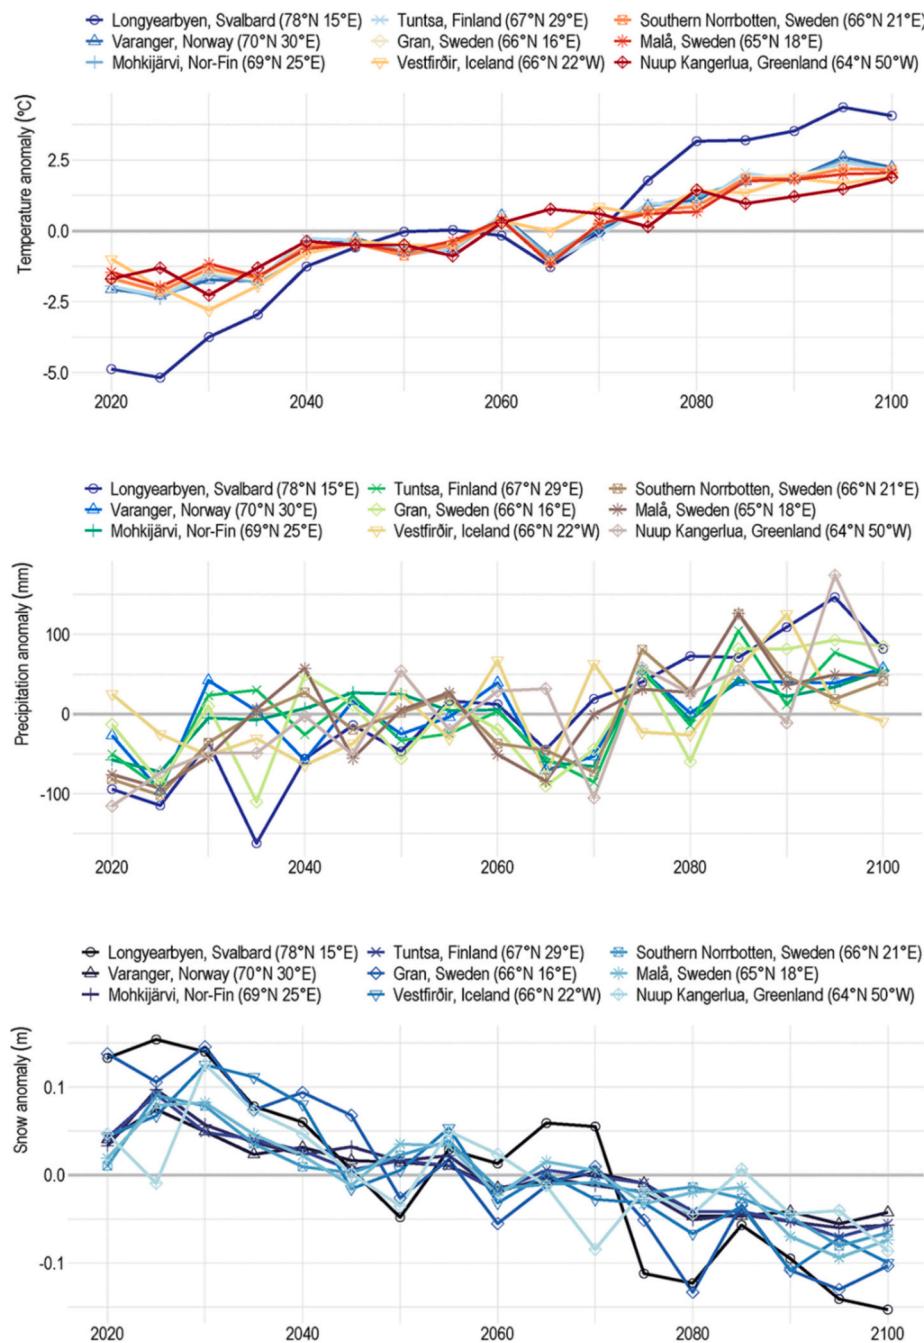 Longyearbyen, Svalbard (78°N 15°E) Tuntsa, Finland (67°N 29°E) Southern Norrbotten, Sweden (66°N 21°E)
Varanger, Norway (70°N 30°E) Gran, Sweden (66°N 16°E) Malå, Sweden (65°N 18°E)
Mohkijärvi, Nor-Fin (69°N 25°E) Vestfirðir, Iceland (66°N 22°W) Nuup Kangerlua, Greenland (64°N 50°W)
Temperature anomaly (ºC)
2.5
0.0
-2.5
-5.0
2020 2040 2060 2080 2100
Longyearbyen, Svalbard (78°N 15°E) Tuntsa, Finland (67°N 29°E) Southern Norrbotten, Sweden (66°N 21°E)
Varanger, Norway (70°N 30°E) Gran, Sweden (66°N 16°E) Malå, Sweden (65°N 18°E)
Mohkijärvi, Nor-Fin (69°N 25°E) Vestfirðir, Iceland (66°N 22°W) Nuup Kangerlua, Greenland (64°N 50°W)
Precipitation anomaly (mm)
100
0
-100
2020 2040 2060 2080 2100
Longyearbyen, Svalbard (78°N 15°E) Tuntsa, Finland (67°N 29°E) Southern Norrbotten, Sweden (66°N 21°E)
Varanger, Norway (70°N 30°E) Gran, Sweden (66°N 16°E) Malå, Sweden (65°N 18°E)
Mohkijärvi, Nor-Fin (69°N 25°E) Vestfirðir, Iceland (66°N 22°W) Nuup Kangerlua, Greenland (64°N 50°W)
Snow anomaly (m)
0.1
0.0
-0.1
2020 2040 2060 2080 2100